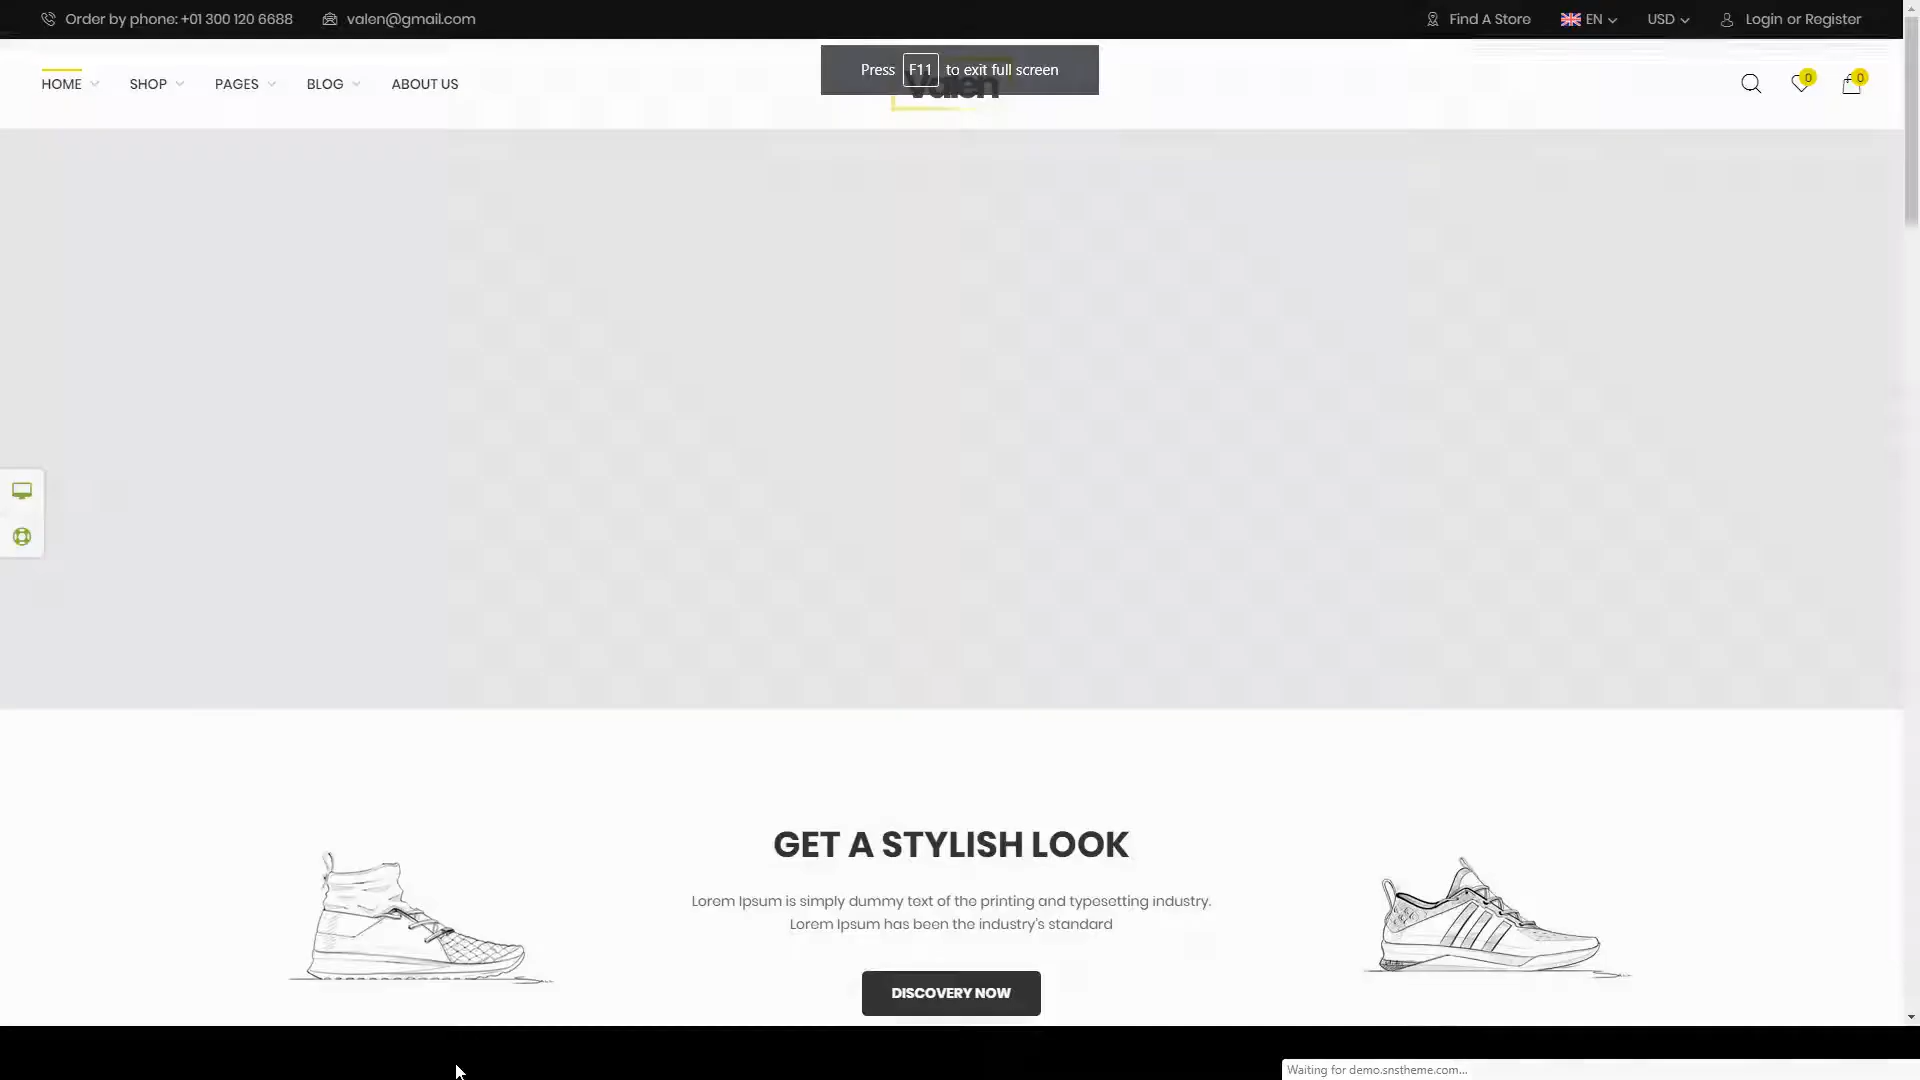 Order by phone: +01 300 120 6688 valen@gmail.com Find A Store EN USD Login or Register
HOME SHOP PAGES BLOG ABOUT US
Press F11 to exit full screen
Valen
0 0
GET A STYLISH LOOK
Lorem Ipsum is simply dummy text of the printing and typesetting industry.
Lorem Ipsum has been the industry's standard
DISCOVERY NOW
Waiting for demo.snstheme.com...